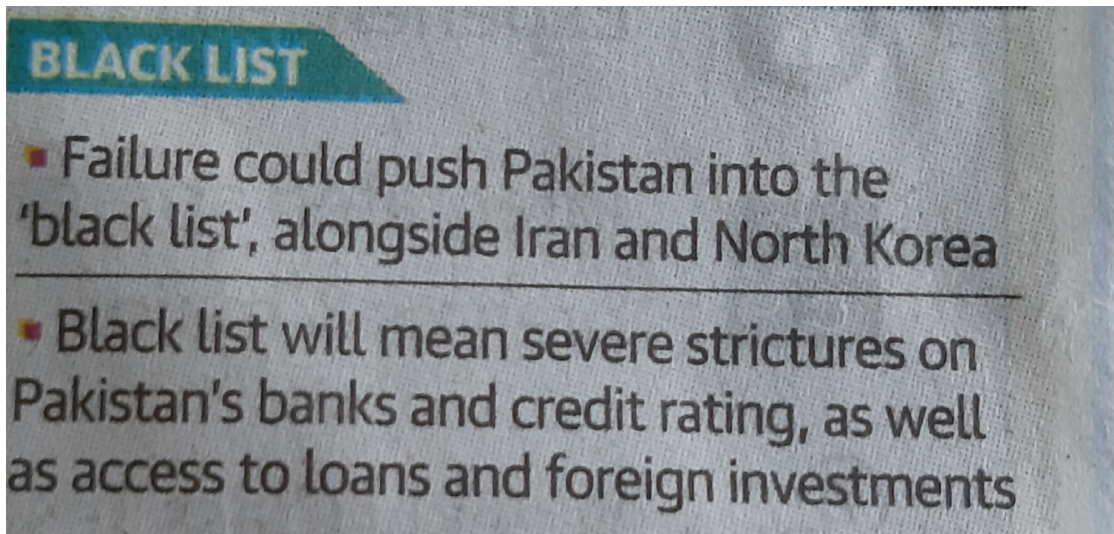 BLACK LIST
▪ Failure could push Pakistan into the
'black list', alongside Iran and North Korea
▪ Black list will mean severe strictures on
Pakistan's banks and credit rating, as well
as access to loans and foreign investments